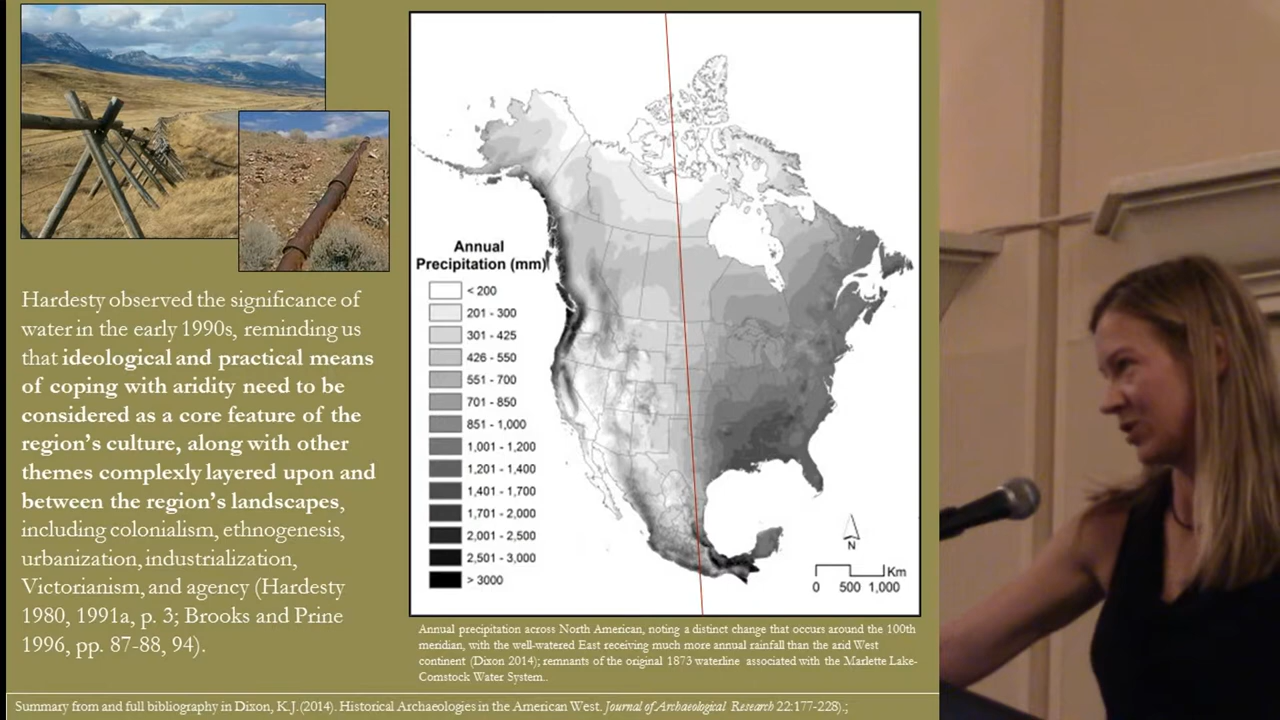 Hardesty observed the significance of
water in the early 1990s, reminding us
that ideological and practical means
of coping with aridity need to be
considered as a core feature of the
region's culture, along with other
themes complexly layered upon and
between the region's landscapes,
including colonialism, ethnogenesis,
urbanization, industrialization,
Victorianism, and agency (Hardesty
1980, 1991a, p. 3; Brooks and Prine
1996, pp. 87-88, 94).
Annual
Precipitation (mm)
< 200
201 - 300
301 - 425
426 - 550
551 - 700
701 - 850
851 - 1,000
1,001 - 1,200
1,201 - 1,400
1,401 - 1,700
1,701 - 2,000
2,001 - 2,500
2,501 - 3,000
> 3000
N
Km
0 500 1,000
Annual precipitation across North American, noting a distinct change that occurs around the 100th
meridian, with the well-watered East receiving much more annual rainfall than the arid West
continent (Dixon 2014); remnants of the original 1873 waterline associated with the Marlette Lake-
Comstock Water System..
Summary from and full bibliography in Dixon, K.J.(2014). Historical Archaeologies in the American West. Journal of Archaeological Research 22:177-228).;